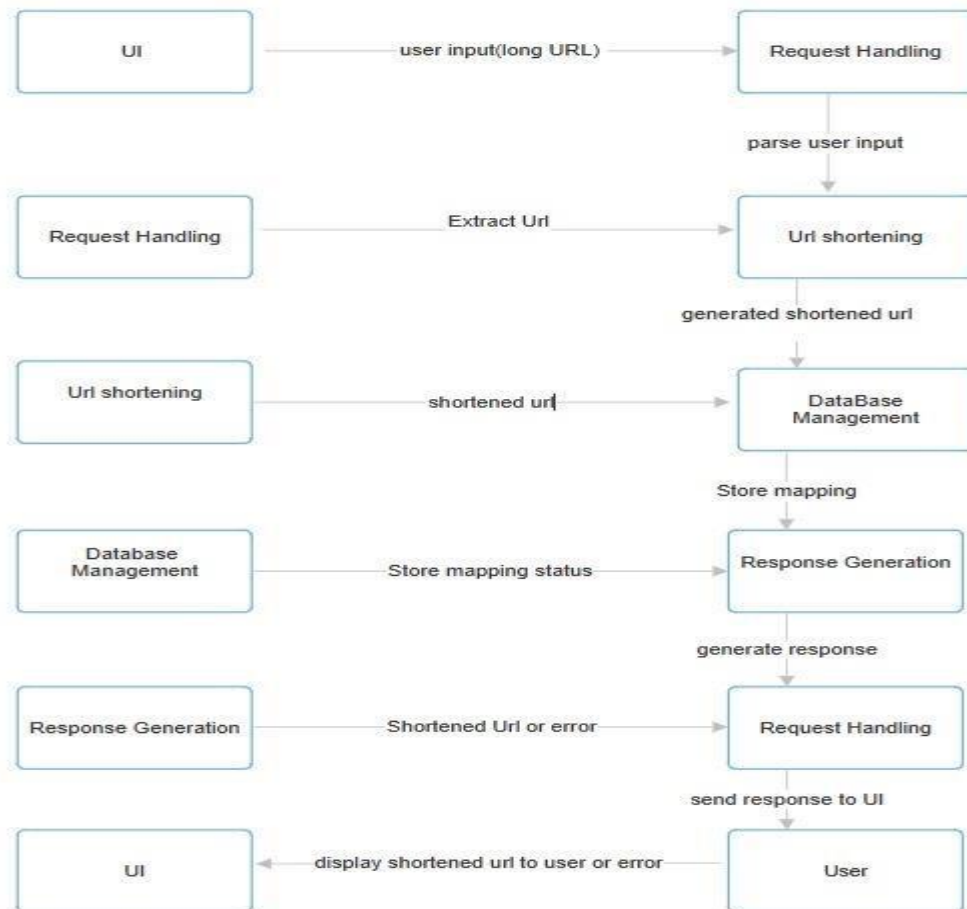 UI
user input(long URL)
Request Handling
parse user input
Request Handling
Extract Url
Url shortening
generated shortened url
Url shortening
shortened url
DataBase
Management
Store mapping
Database
Management
Store mapping status
Response Generation
generate response
Response Generation
Shortened Url or error
Request Handling
send response to UI
UI
display shortened url to user or error
User